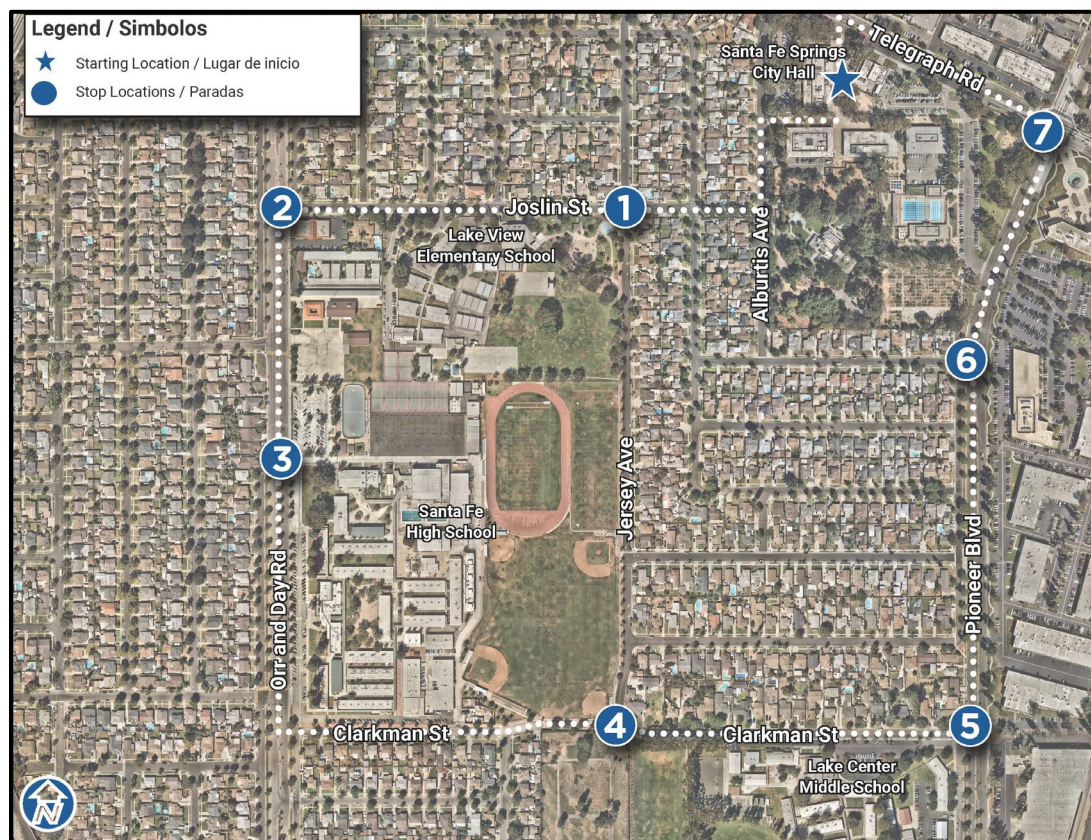 Legend / Simbolos
Starting Location / Lugar de inicio
Stop Locations / Paradas
Santa Fe Springs
City Hall
Telegraph Rd
7
2
Joslin St
1
Lake View
Elementary School
Alburtis Ave
6
3
Jersey Ave
Santa Fe
High School
Orr and Day Rd
Pioneer Blvd
Clarkman St
4
Clarkman St
5
Lake Center
Middle School
N